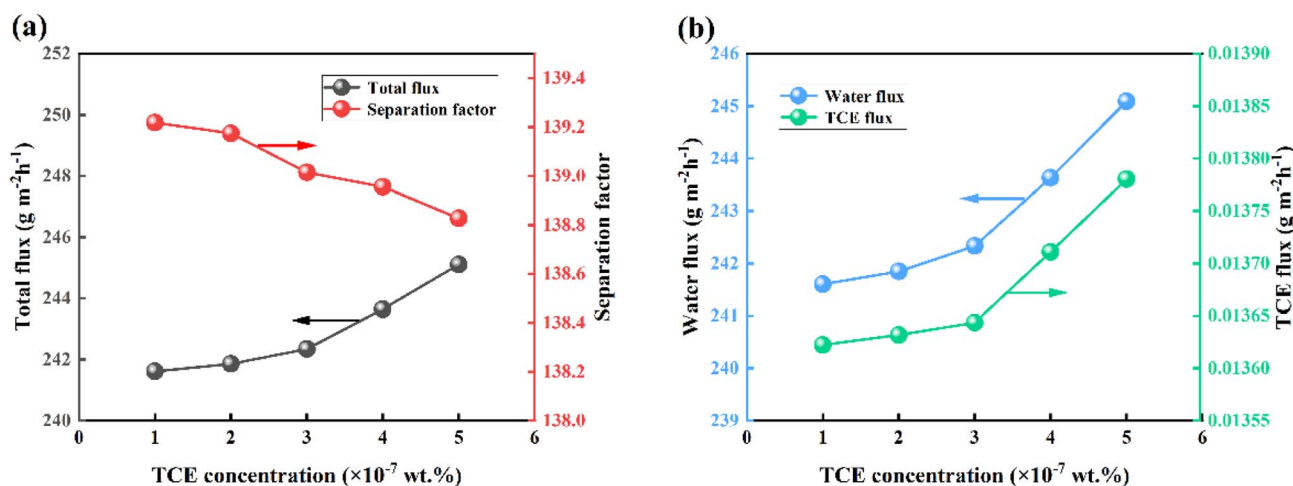 (a)
252
250
248
246
244
242
240
Total flux (g m⁻²h⁻¹)
Total flux
Separation factor
139.4
139.2
139.0
138.8
138.6
138.4
138.2
138.0
Separation factor
0 1 2 3 4 5 6
TCE concentration (×10⁻⁷ wt.%)
(b)
246
245
244
243
242
241
240
239
Water flux (g m⁻²h⁻¹)
Water flux
TCE flux
0.01390
0.01385
0.01380
0.01375
0.01370
0.01365
0.01360
0.01355
TCE flux (g m⁻²h⁻¹)
0 1 2 3 4 5 6
TCE concentration (×10⁻⁷ wt.%)